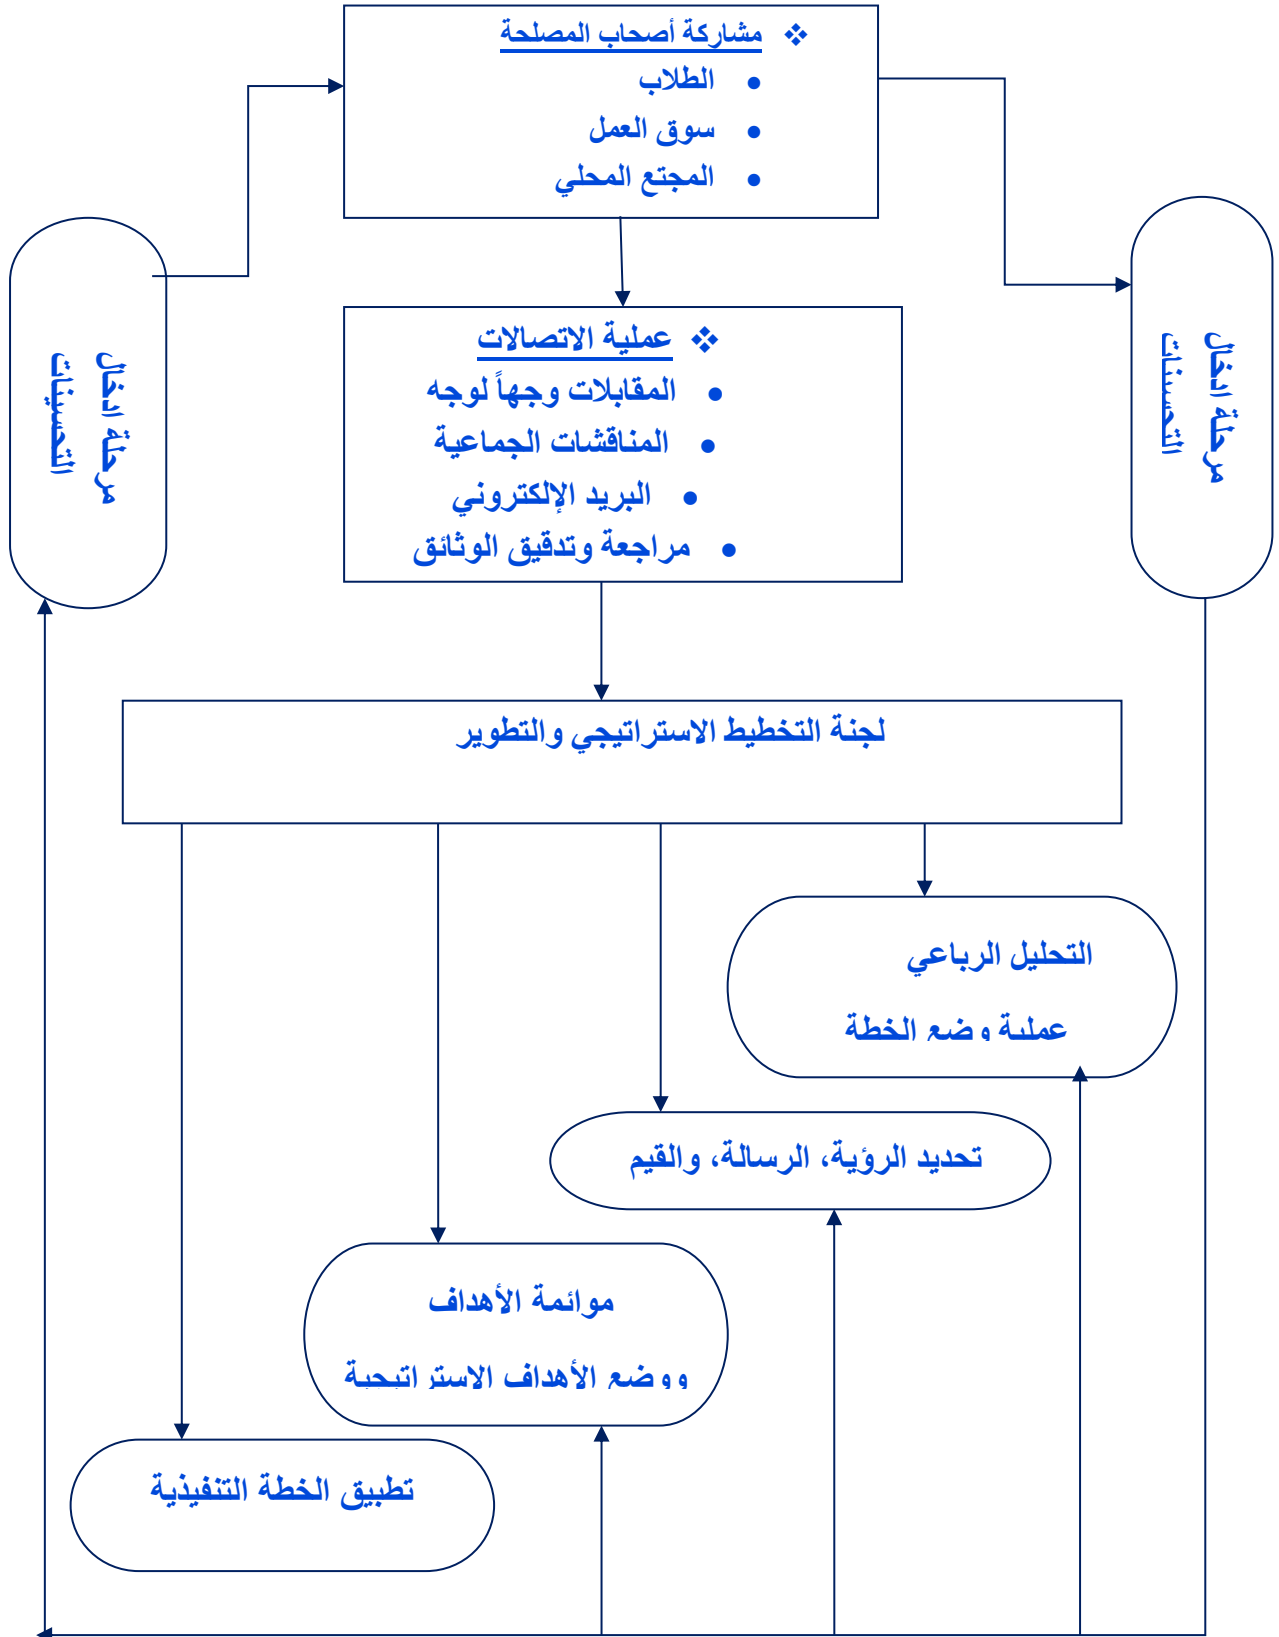 ❖ مشاركة أصحاب المصلحة
• الطلاب
• سوق العمل
• المجتع المحلي
مرحلة ادخال
التحسينات
❖ عملية الاتصالات
• المقابلات وجهاً لوجه
• المناقشات الجماعية
• البريد الإلكتروني
• مراجعة وتدقيق الوثائق
مرحلة ادخال
التحسينات
لجنة التخطيط الاستراتيجي والتطوير
التحليل الرباعي
عملية وضع الخطة
تحديد الرؤية، الرسالة، والقيم
موائمة الأهداف
ووضع الأهداف الاستراتيجية
تطبيق الخطة التنفيذية